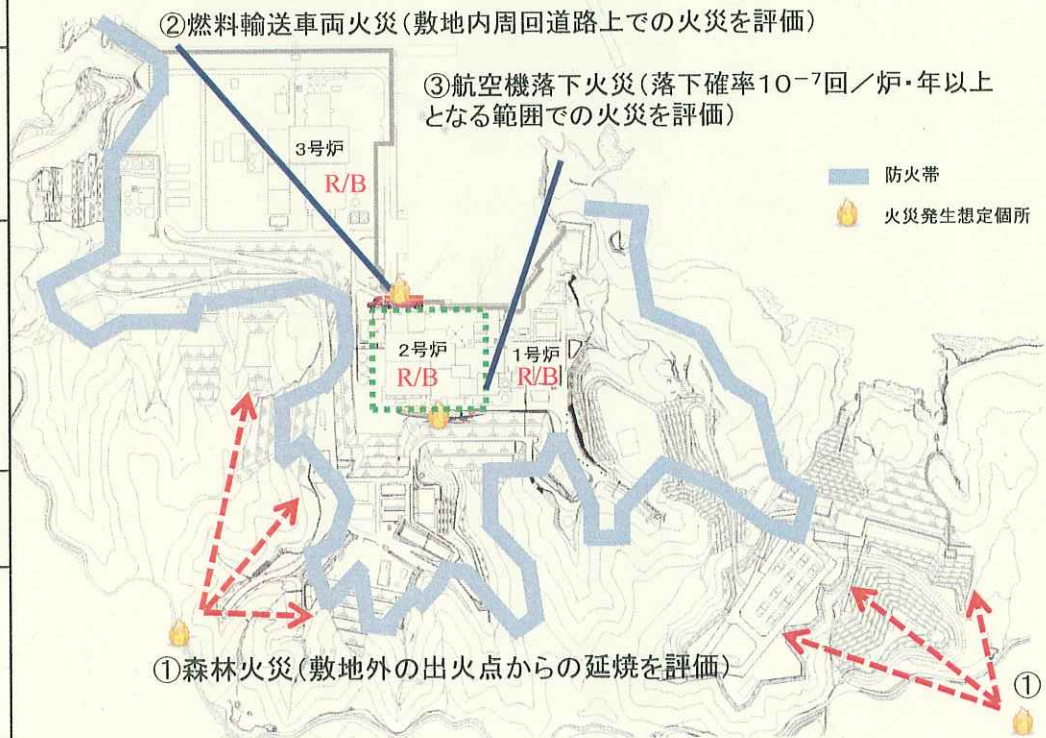 ②燃料輸送車両火災(敷地内周回道路上での火災を評価)
③航空機落下火災(落下確率10⁻⁷回／炉・年以上
となる範囲での火災を評価)
3号炉
R/B
防火帯
火災発生想定個所
2号炉
R/B
1号炉
R/B
①森林火災(敷地外の出火点からの延焼を評価)
①